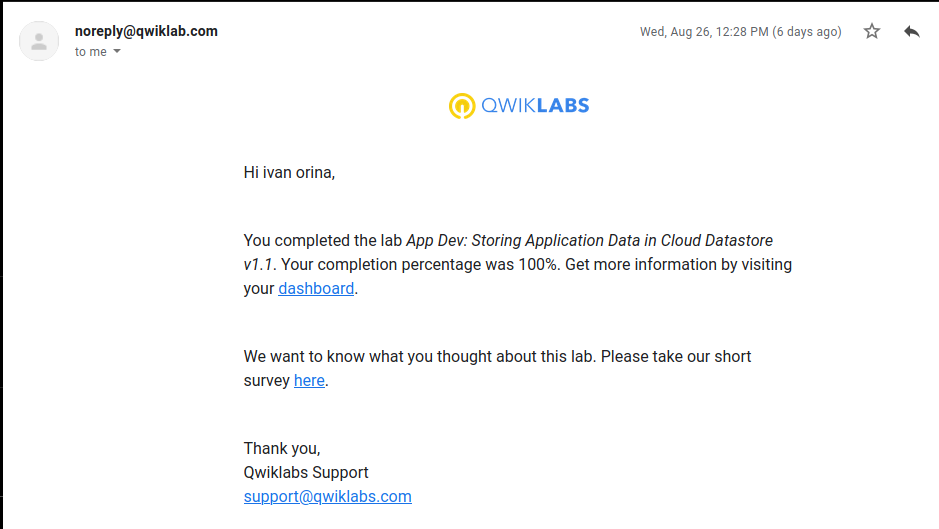 noreply@qwiklab.com
Wed, Aug 26, 12:28 PM (6 days ago)
to me
QWIKLABS
Hi ivan orina,
You completed the lab App Dev: Storing Application Data in Cloud Datastore
v1.1. Your completion percentage was 100%. Get more information by visiting
your dashboard.
We want to know what you thought about this lab. Please take our short
survey here.
Thank you,
Qwiklabs Support
support@qwiklabs.com